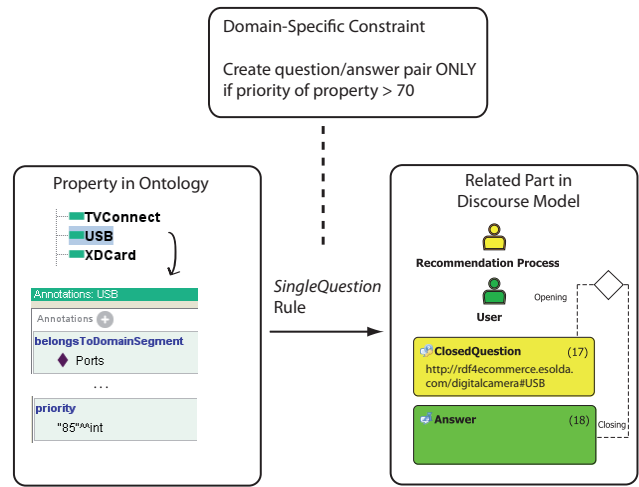 Domain-Specific Constraint
Create question/answer pair ONLY
if priority of property > 70
Property in Ontology
TVConnect
USB
XDCard
Annotations: USB
Annotations
belongsToDomainSegment
Ports
...
priority
"85"^^int
SingleQuestion
Rule
Related Part in
Discourse Model
Recommendation Process
User
Opening
ClosedQuestion (17)
http://rdf4ecommerce.esolda.
com/digitalcamera#USB
Answer (18)
Closing